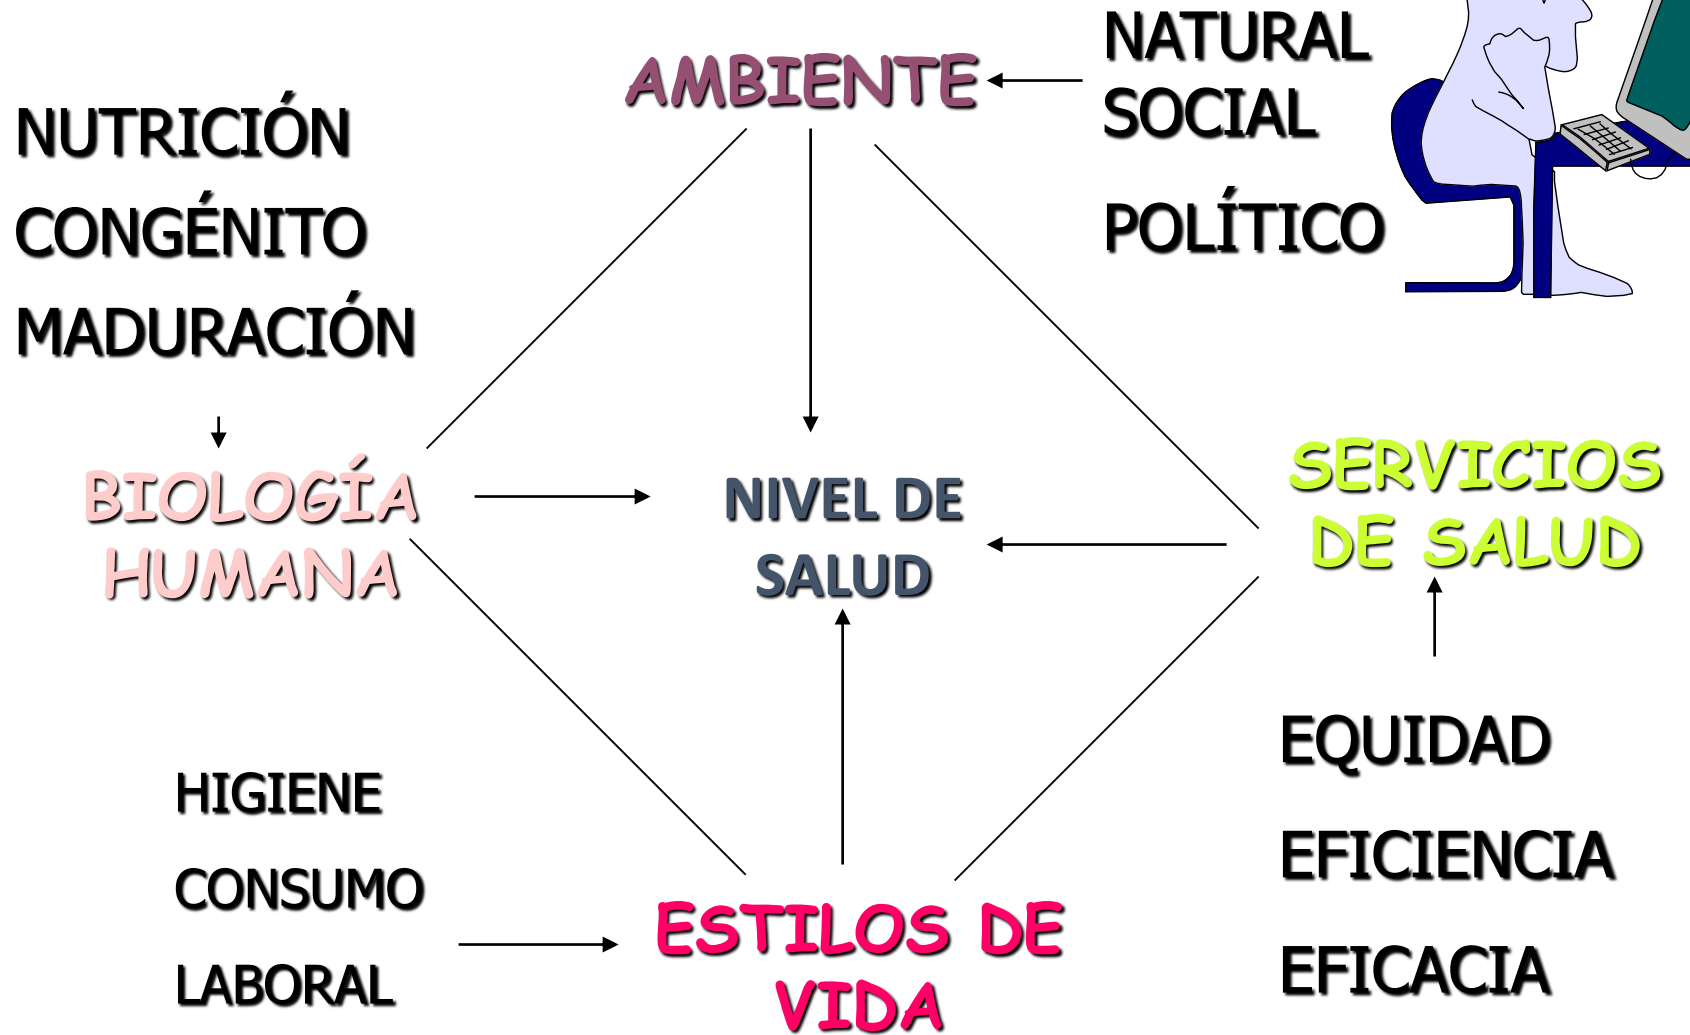 NATURAL
SOCIAL
POLÍTICO
AMBIENTE
NUTRICIÓN
CONGÉNITO
MADURACIÓN
BIOLOGÍA
HUMANA
NIVEL DE
SALUD
SERVICIOS
DE SALUD
HIGIENE
CONSUMO
LABORAL
ESTILOS DE
VIDA
EQUIDAD
EFICIENCIA
EFICACIA